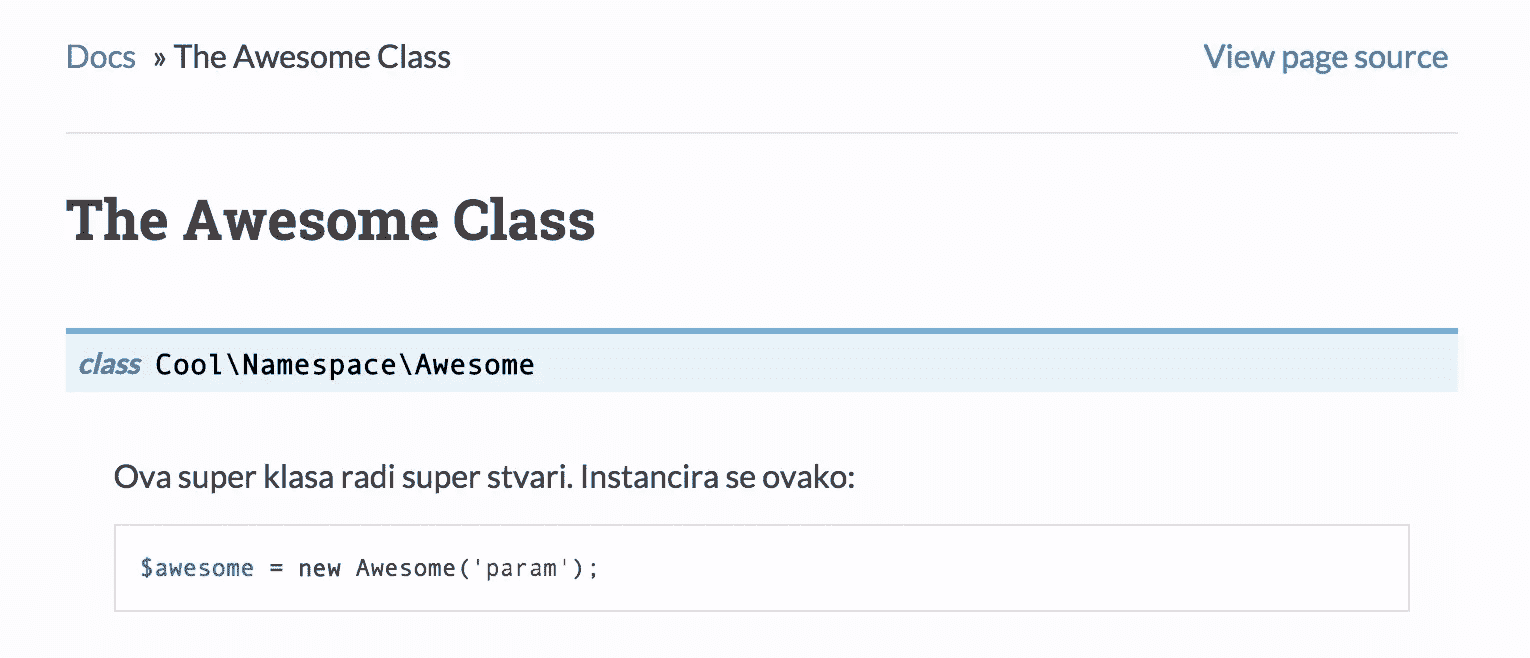 Docs » The Awesome Class
View page source
The Awesome Class
class Cool\Namespace\Awesome
Ova super klasa radi super stvari. Instancira se ovako:
$awesome = new Awesome('param');